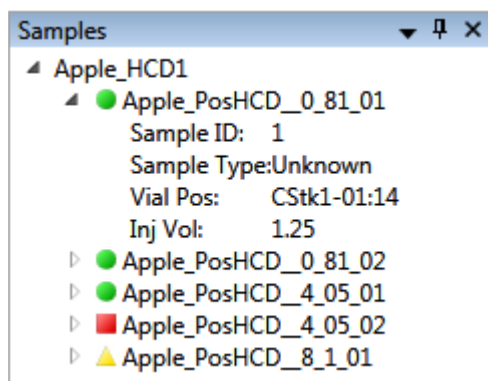 Samples
Apple_HCD1
Apple_PosHCD__0_81_01
Sample ID: 1
Sample Type:Unknown
Vial Pos: CStk1-01:14
Inj Vol: 1.25
Apple_PosHCD__0_81_02
Apple_PosHCD__4_05_01
Apple_PosHCD__4_05_02
Apple_PosHCD__8_1_01